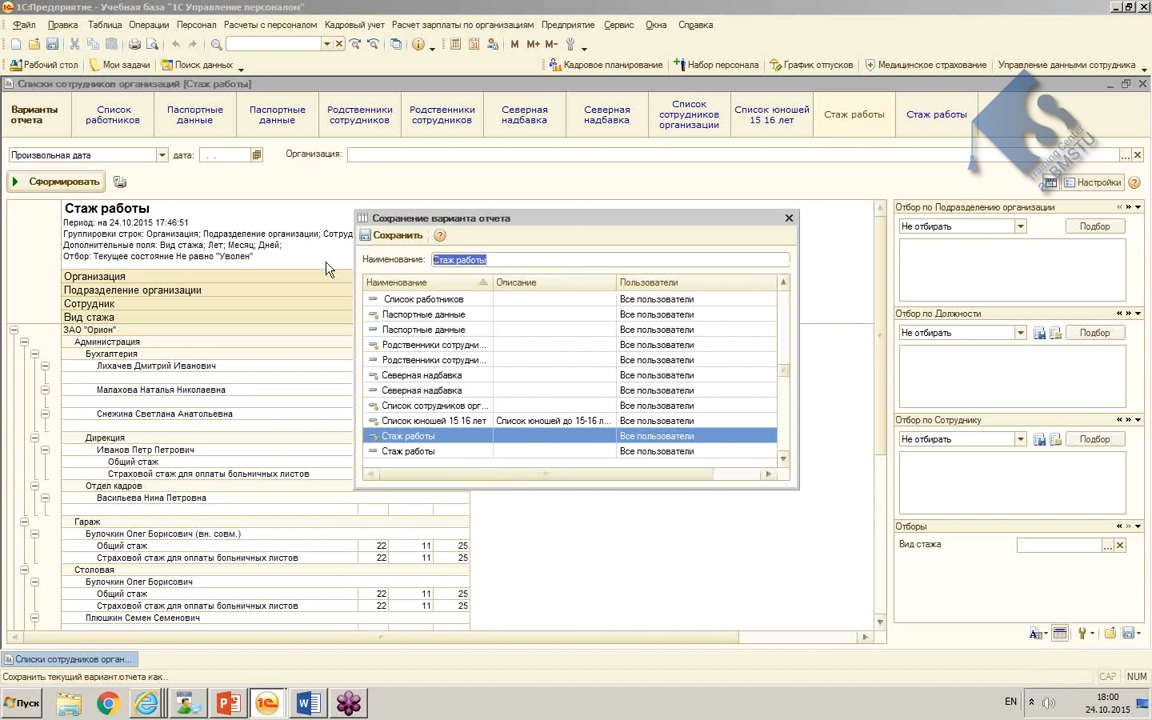 1С:Предприятие - Учебная база "1С Управление персоналом"
Файл Правка Таблица Операции Персонал Расчеты с персоналом Кадровый учет Расчет зарплаты по организациям Предприятие Сервис Окна Справка
M M+ M-
Рабочий стол Мои задачи Поиск данных Кадровое планирование Набор персонала График отпусков Медицинское страхование Управление данными сотрудника
Списки сотрудников организаций [Стаж работы]
Варианты отчета
Список работников
Паспортные данные
Паспортные данные
Родственники сотрудников
Родственники сотрудников
Северная надбавка
Северная надбавка
Список сотрудников организации
Список юношей 15 16 лет
Стаж работы
Стаж работы
Training Center
Произвольная дата дата: . . Организация:
Сформировать Настройки
Стаж работы
Период: на 24.10.2015 17:46:51
Группировки строк: Организация; Подразделение организации; Сотруд
Дополнительные поля: Вид стажа; Лет; Месяц; Дней;
Отбор: Текущее состояние Не равно "Уволен"
Организация
Подразделение организации
Сотрудник
Вид стажа
ЗАО "Орион"
Администрация
Бухгалтерия
Лихачев Дмитрий Иванович
Малахова Наталья Николаевна
Снежина Светлана Анатольевна
Дирекция
Иванов Петр Петрович
Общий стаж
Страховой стаж для оплаты больничных листов
Отдел кадров
Васильева Нина Петровна
Гараж
Булочкин Олег Борисович (вн. совм.)
Общий стаж 22 11 25
Страховой стаж для оплаты больничных листов 22 11 25
Столовая
Булочкин Олег Борисович
Общий стаж 22 11 25
Страховой стаж для оплаты больничных листов 22 11 25
Плюшкин Семен Семенович
Сохранение варианта отчета
Сохранить
Наименование: Стаж работы
Наименование Описание Пользователи
Список работников Все пользователи
Паспортные данные Все пользователи
Паспортные данные Все пользователи
Родственники сотрудни... Все пользователи
Родственники сотрудни... Все пользователи
Северная надбавка Все пользователи
Северная надбавка Все пользователи
Список сотрудников орг... Все пользователи
Список юношей 15 16 лет Список юношей до 15-16 л... Все пользователи
Стаж работы Все пользователи
Стаж работы Все пользователи
Отбор по Подразделению организации
Не отбирать Подбор
Отбор по Должности
Не отбирать Подбор
Отбор по Сотруднику
Не отбирать Подбор
Отборы
Вид стажа
Списки сотрудников орган...
Сохранить текущий вариант отчета как... CAP NUM
Пуск EN 18:00
24.10.2015